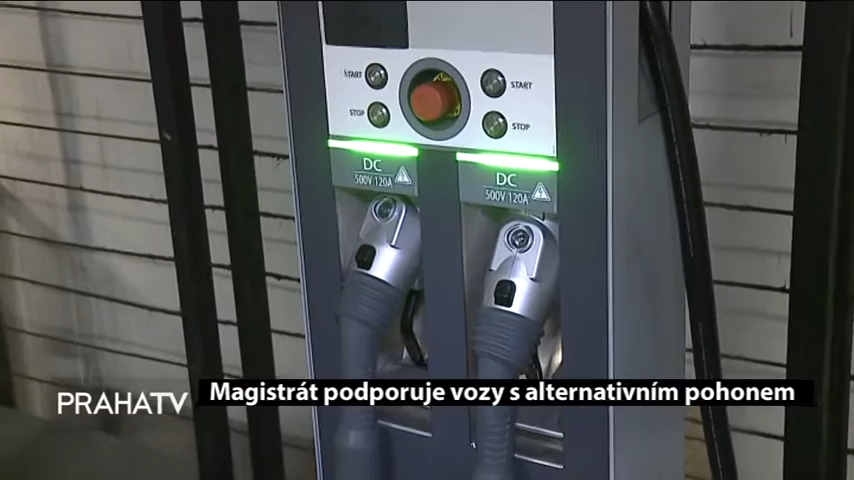 START
START
STOP
STOP
DC
500V 120A
DC
500V 120A
PRAHATV
Magistrát podporuje vozy s alternativním pohonem